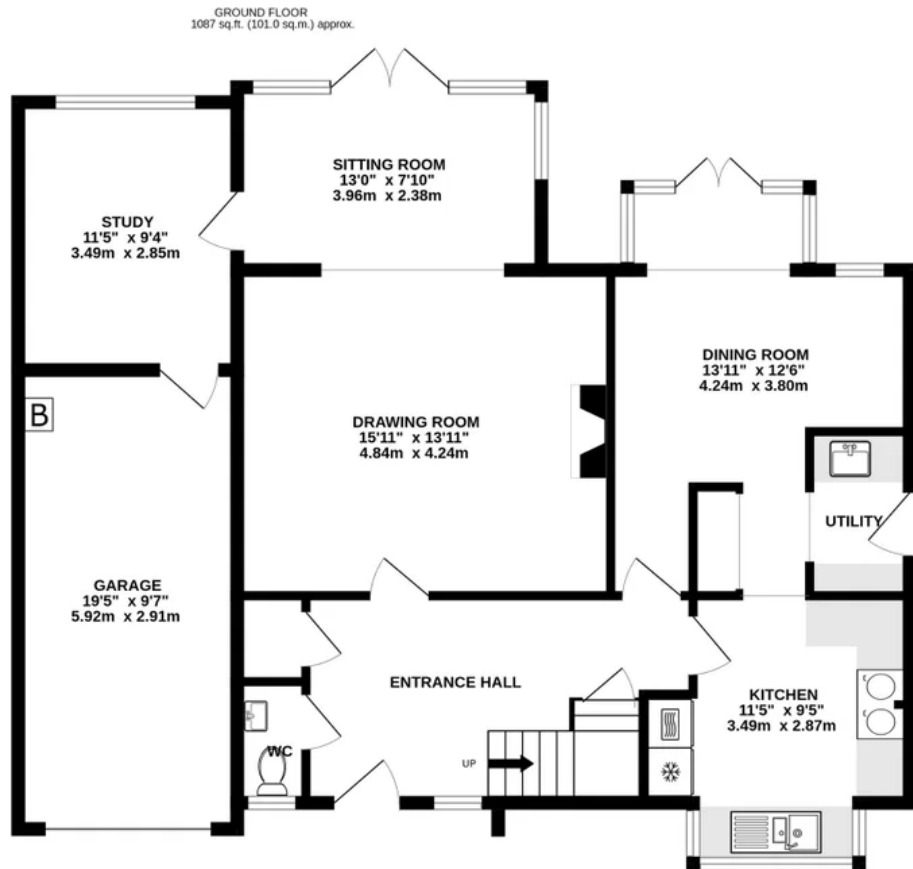 GROUND FLOOR
1087 sq.ft. (101.0 sq.m.) approx.
SITTING ROOM
13'0" x 7'10"
3.96m x 2.38m
STUDY
11'5" x 9'4"
3.49m x 2.85m
DINING ROOM
13'11" x 12'6"
4.24m x 3.80m
B
DRAWING ROOM
15'11" x 13'11"
4.84m x 4.24m
UTILITY
GARAGE
19'5" x 9'7"
5.92m x 2.91m
ENTRANCE HALL
KITCHEN
11'5" x 9'5"
3.49m x 2.87m
WC
UP